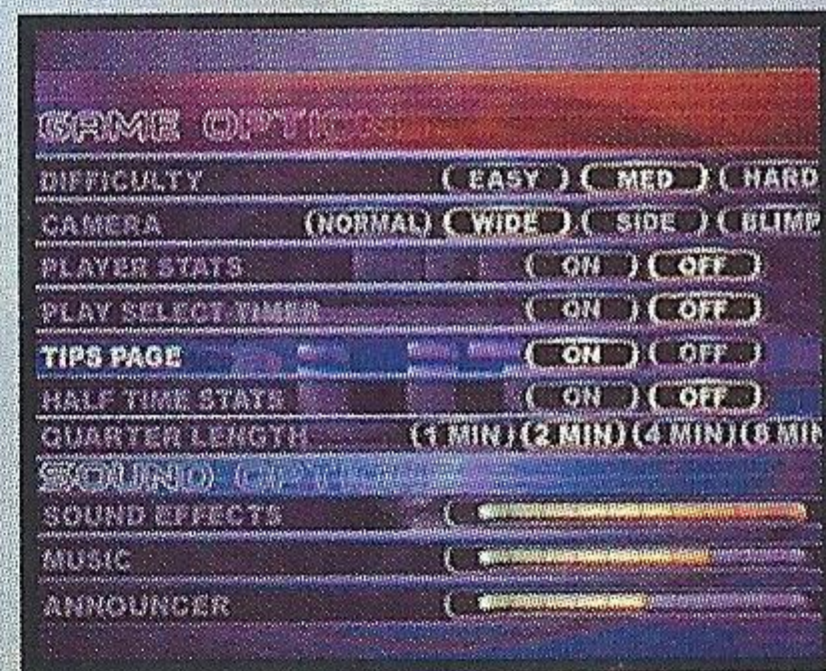 GAME OPTIONS
DIFFICULTY (EASY) (MED) (HARD
CAMERA (NORMAL) (WIDE) (SIDE) (BLIMP
PLAYER STATS (ON) (OFF)
PLAY SELECT TIMER (ON) (OFF)
TIPS PAGE (ON) (OFF)
HALF TIME STATS (ON) (OFF)
QUARTER LENGTH (1 MIN) (2 MIN) (4 MIN) (8 MIN
SOUND OPTIONS
SOUND EFFECTS
MUSIC
ANNOUNCER